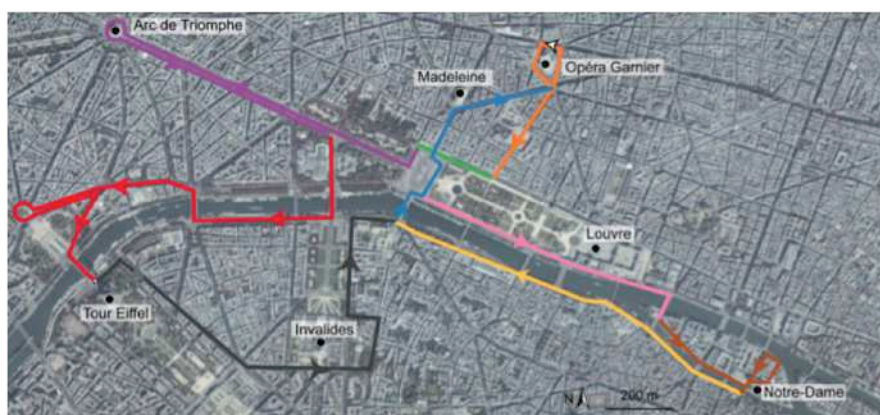 Arc de Triomphe
Opéra Garnier
Madeleine
Louvre
Tour Eiffel
Invalides
Notre-Dame
N
200 m